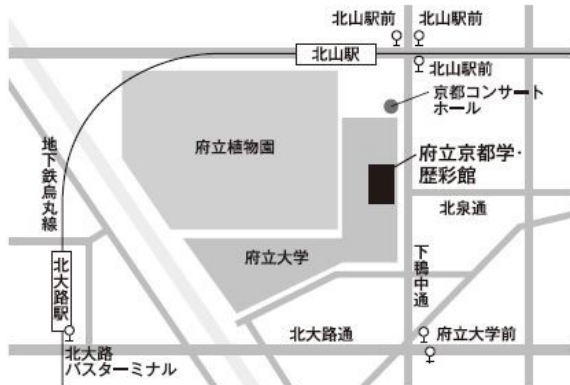 北山駅前
北山駅前
北山駅
北山駅前
京都コンサート
ホール
府立植物園
府立京都学・
歴彩館
地下鉄烏丸線
北泉通
府立大学
下鴨中通
北大路駅
北大路通
府立大学前
北大路
バスターミナル